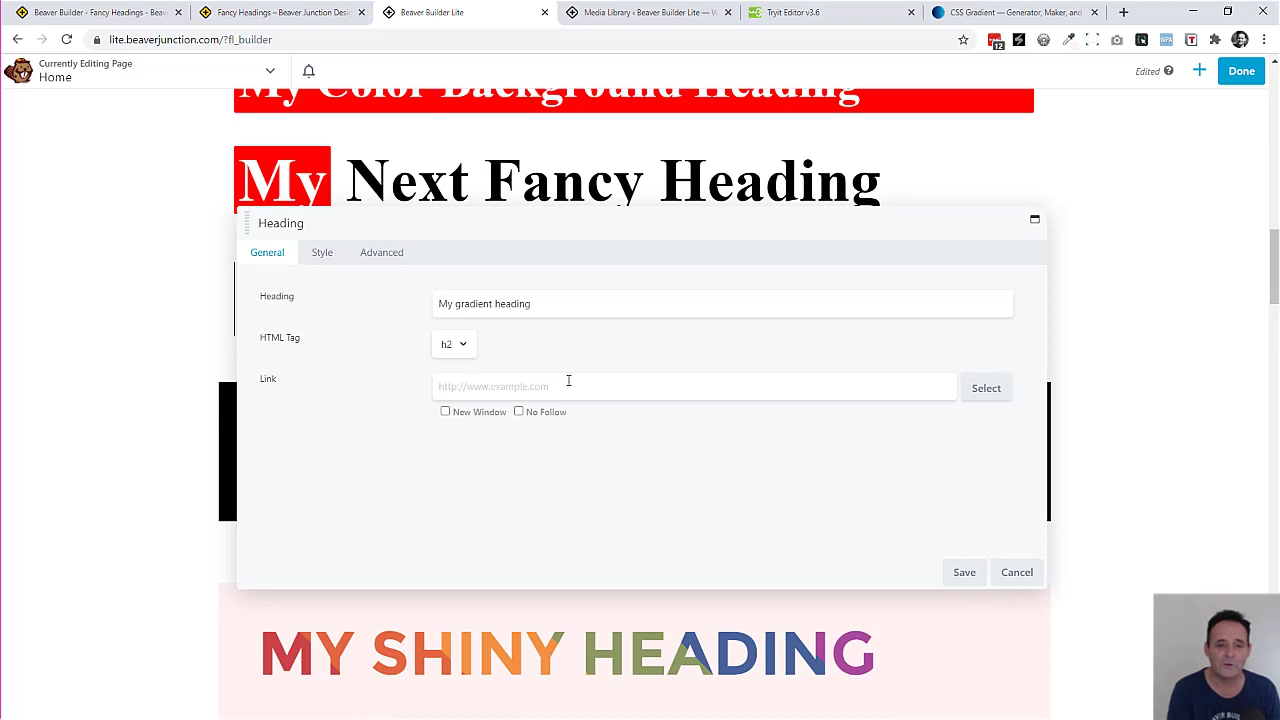 Beaver Builder - Fancy Headings – Beav
Fancy Headings – Beaver Junction Desi
Beaver Builder Lite
Media Library ‹ Beaver Builder Lite — W
Tryit Editor v3.6
CSS Gradient — Generator, Maker, and
lite.beaverjunction.com/?fl_builder
12
WPA
Currently Editing Page
Home
Edited
Done
My Color Background Heading
My Next Fancy Heading
Heading
General
Style
Advanced
Heading
My gradient heading
HTML Tag
h2
Link
http://www.example.com
Select
New Window
No Follow
Save
Cancel
MY SHINY HEADING